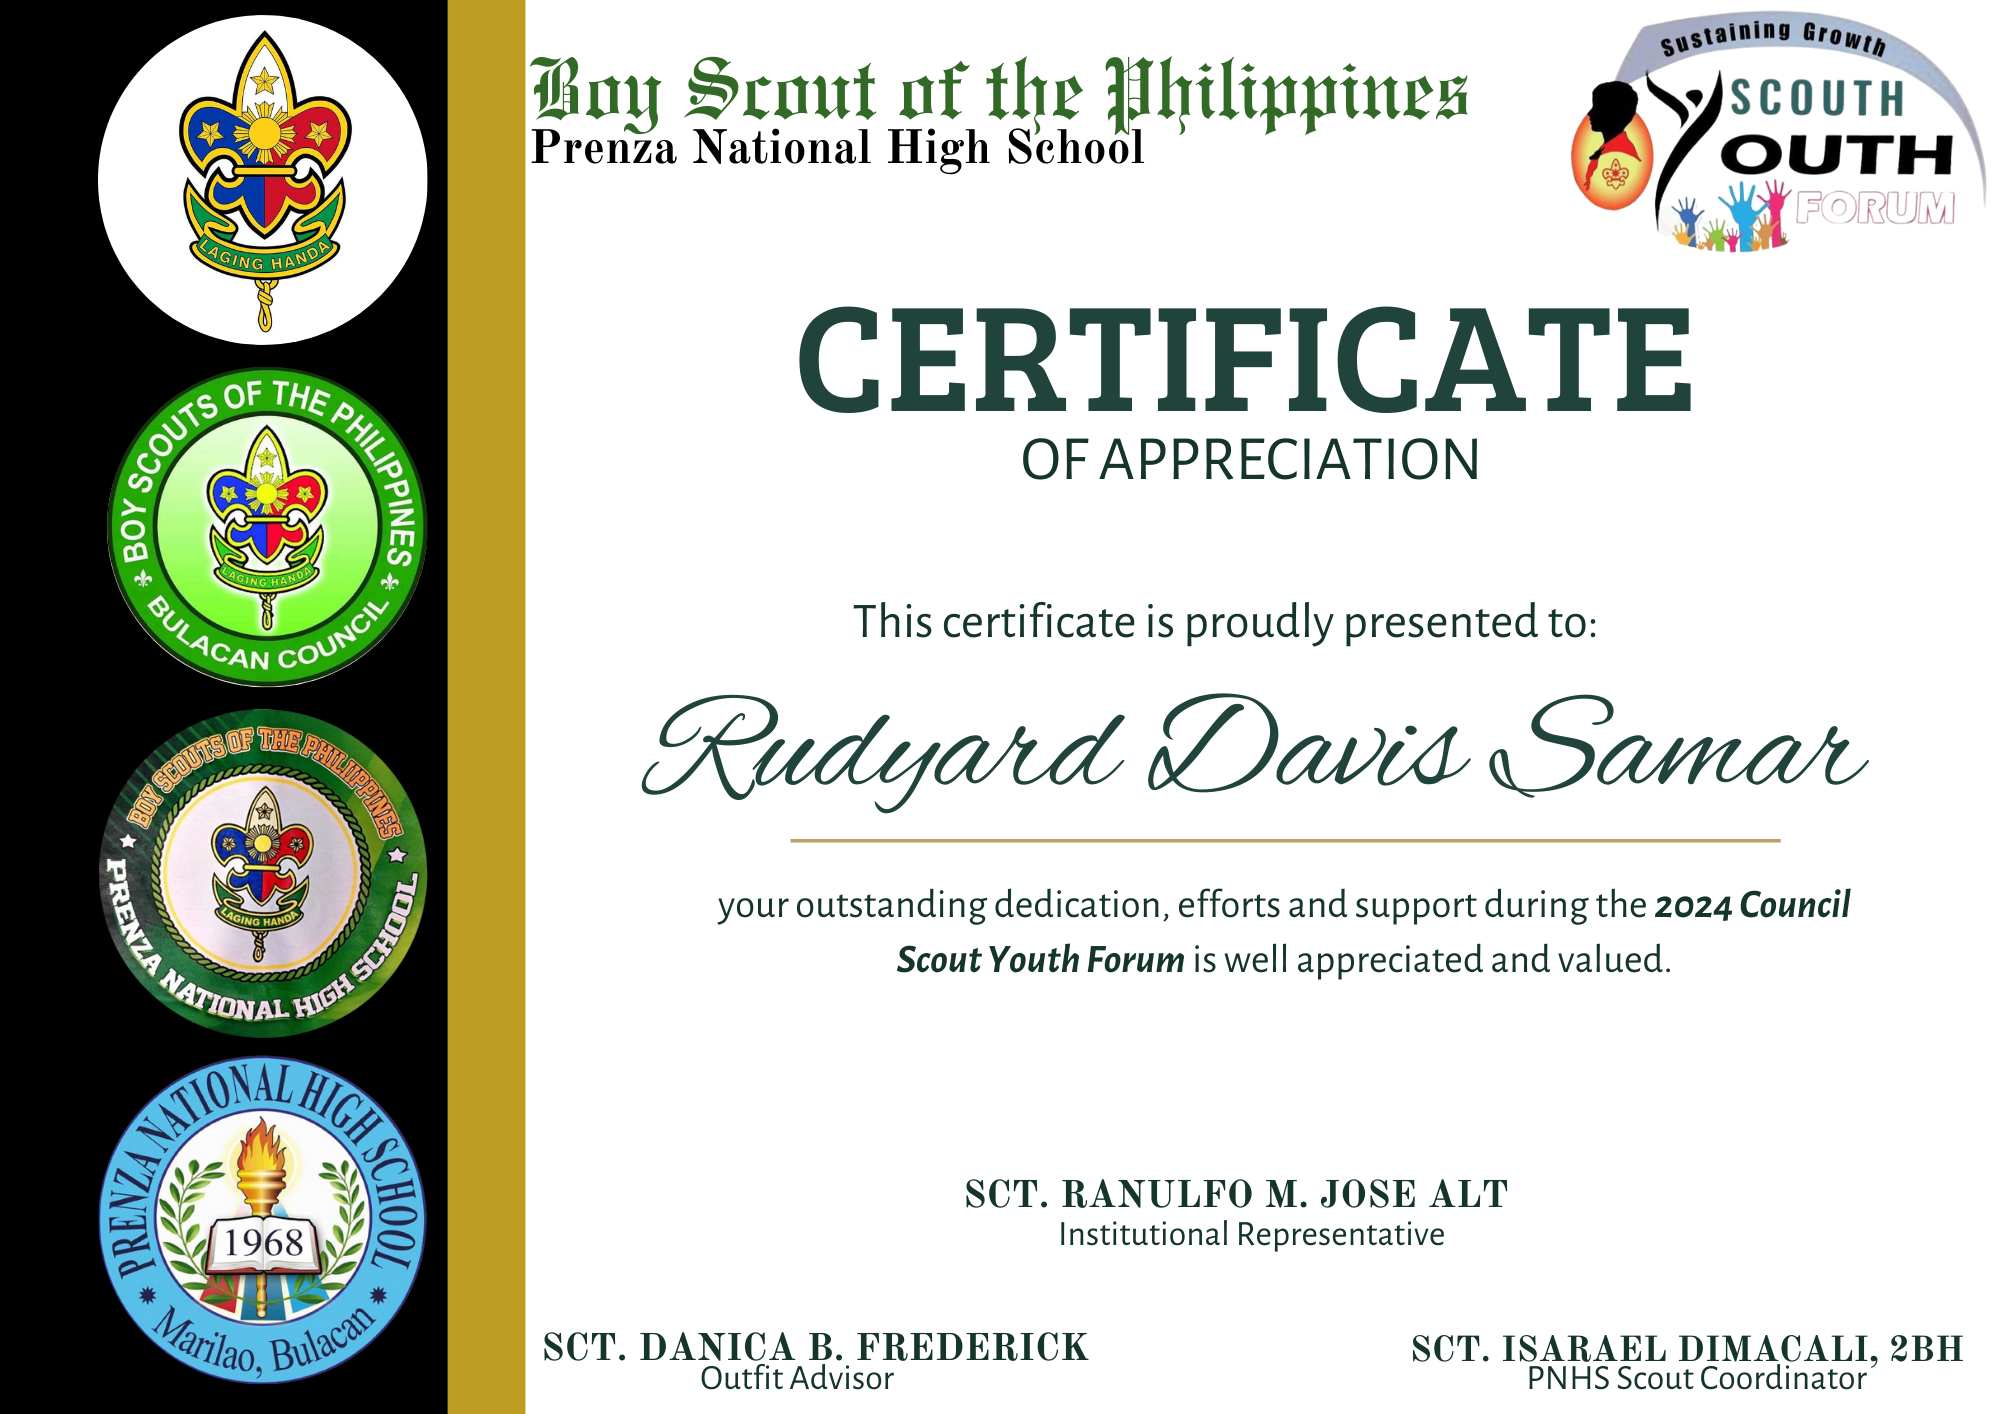 Boy Scout of the Philippines
Prenza National High School
Sustaining Growth
SCOUTH
YOUTH
FORUM
LAGING HANDA
BOY SCOUTS OF THE PHILIPPINES
LAGING HANDA
BULACAN COUNCIL
BOY SCOUTS OF THE PHILIPPINES
LAGING HANDA
PRENZA NATIONAL HIGH SCHOOL
PRENZA NATIONAL HIGH SCHOOL
1968
Marilao, Bulacan
CERTIFICATE
OF APPRECIATION
This certificate is proudly presented to:
Rudyard Davis Samar
your outstanding dedication, efforts and support during the 2024 Council
Scout Youth Forum is well appreciated and valued.
SCT. RANULFO M. JOSE ALT
Institutional Representative
SCT. DANICA B. FREDERICK
Outfit Advisor
SCT. ISARAEL DIMACALI, 2BH
PNHS Scout Coordinator